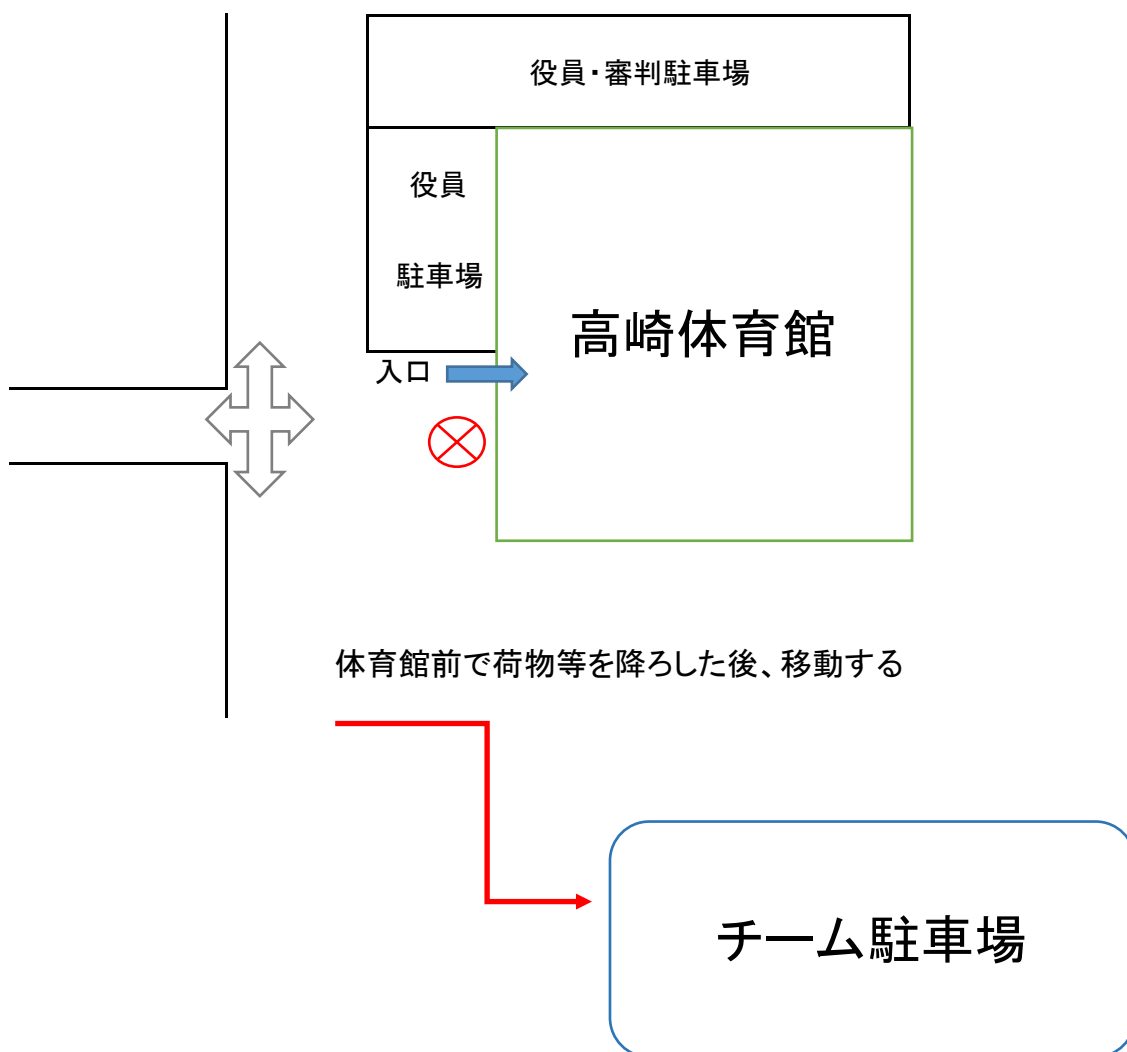 役員・審判駐車場
役員
駐車場
高崎体育館
入口
体育館前で荷物等を降ろした後、移動する
チーム駐車場